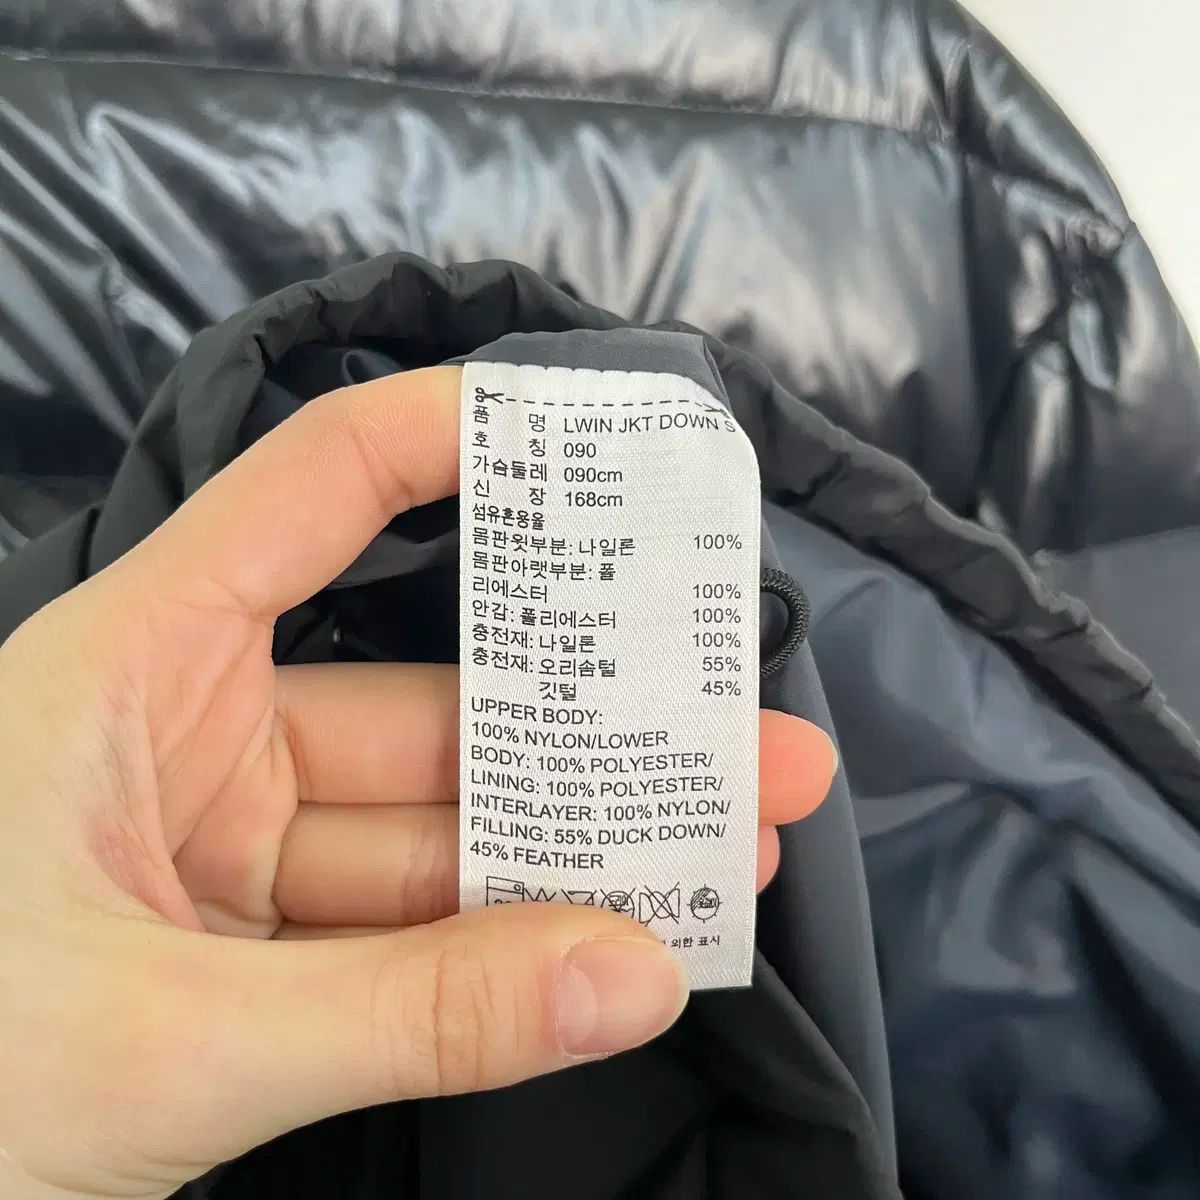 품 명 LWIN JKT DOWN S
호 칭 090
가슴둘레 090cm
신 장 168cm
섬유혼용율
몸판윗부분: 나일론 100%
몸판아랫부분: 폴
리에스터 100%
안감: 폴리에스터 100%
충전재: 나일론 100%
충전재: 오리솜털 55%
깃털 45%
UPPER BODY:
100% NYLON/LOWER
BODY: 100% POLYESTER/
LINING: 100% POLYESTER/
INTERLAYER: 100% NYLON/
FILLING: 55% DUCK DOWN/
45% FEATHER
외한 표시